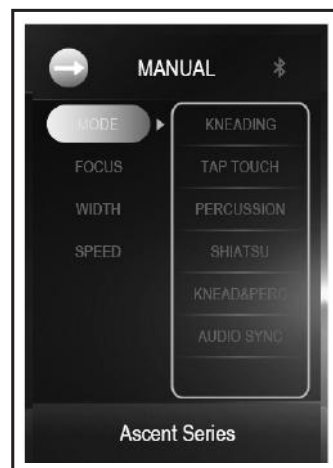 MANUAL
MODE
FOCUS
WIDTH
SPEED
KNEADING
TAP TOUCH
PERCUSSION
SHIATSU
KNEAD&PERC
AUDIO SYNC
Ascent Series